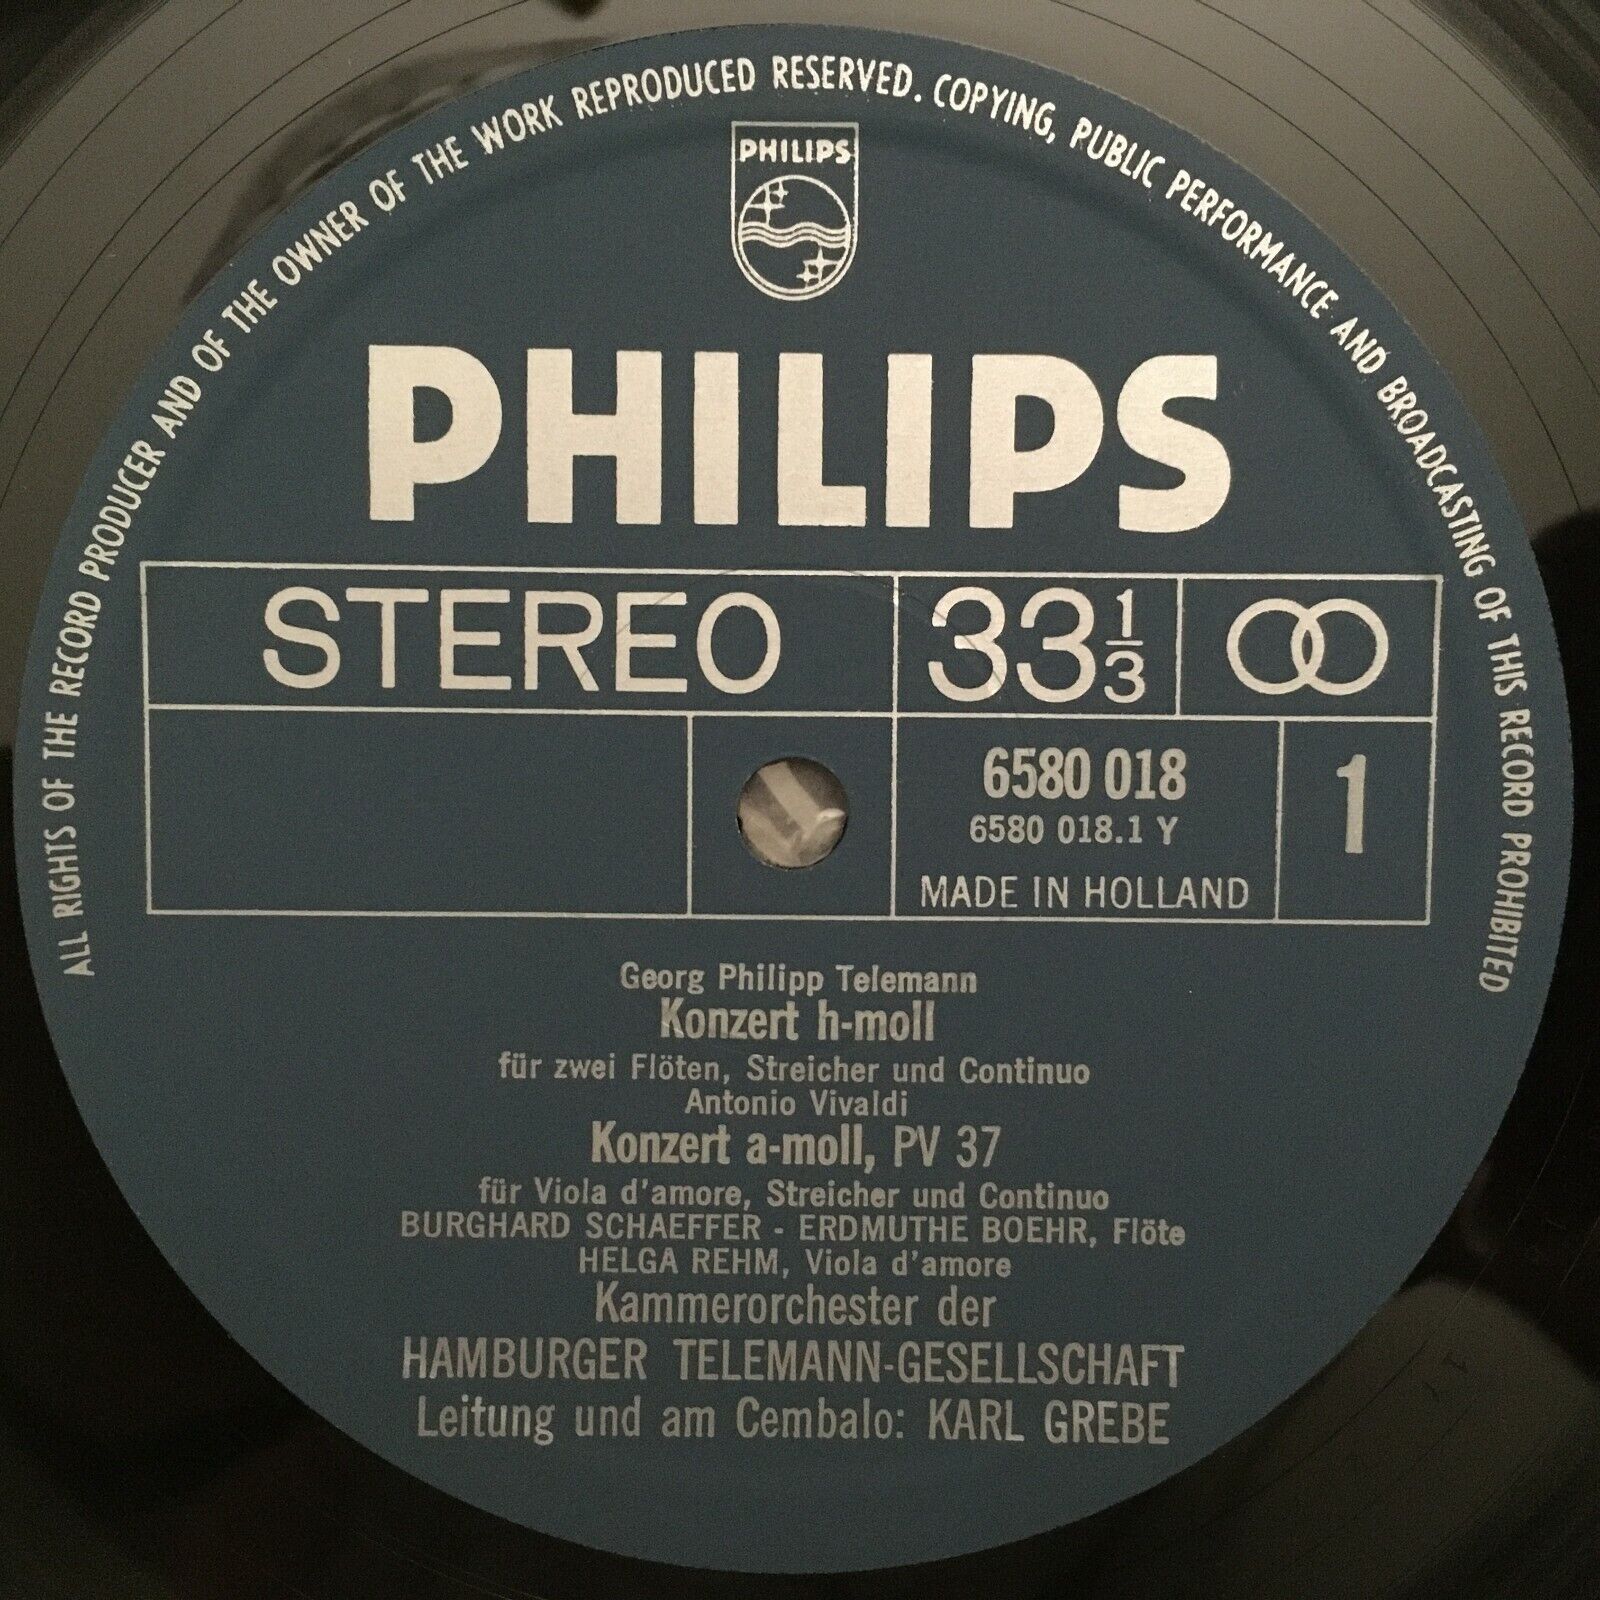 ALL RIGHTS OF THE RECORD PRODUCER AND OF THE OWNER OF THE WORK REPRODUCED RESERVED. COPYING, PUBLIC PERFORMANCE AND BROADCASTING OF THIS RECORD PROHIBITED
PHILIPS
PHILIPS
STEREO 33 1/3
6580 018 1
6580 018.1 Y
MADE IN HOLLAND
Georg Philipp Telemann
Konzert h-moll
für zwei Flöten, Streicher und Continuo
Antonio Vivaldi
Konzert a-moll, PV 37
für Viola d'amore, Streicher und Continuo
BURGHARD SCHAEFFER - ERDMUTHE BOEHR, Flöte
HELGA REHM, Viola d'amore
Kammerorchester der
HAMBURGER TELEMANN-GESELLSCHAFT
Leitung und am Cembalo: KARL GREBE